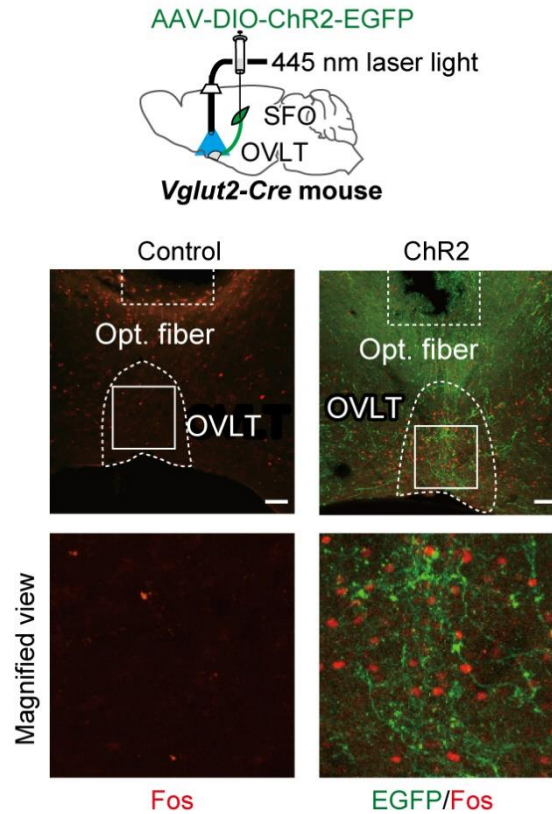 AAV-DIO-ChR2-EGFP
445 nm laser light
SFO
OVLT
Vglut2-Cre mouse
Control
ChR2
Opt. fiber
Opt. fiber
OVLT
OVLT
Magnified view
Fos
EGFP/Fos